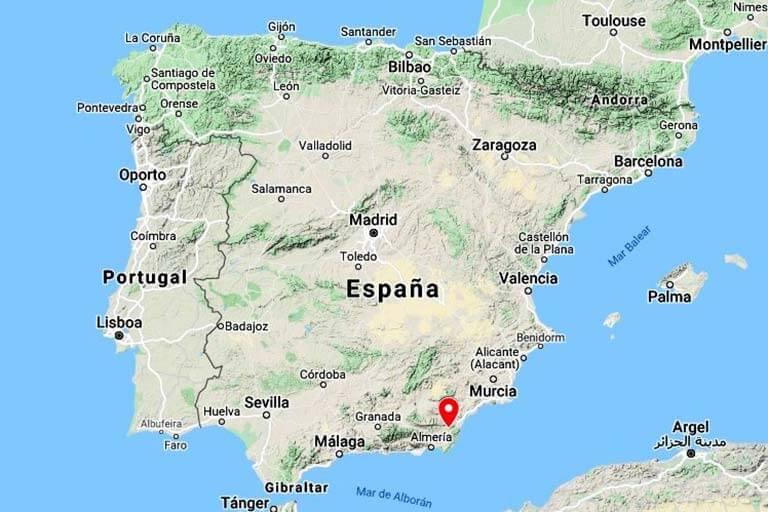 Nimes
Toulouse
Montpellier
La Coruña
Gijón
Santander
San Sebastián
Oviedo
Bilbao
Santiago de
Compostela
León
Vitoria-Gasteiz
Andorra
Pontevedra
Orense
Vigo
Gerona
Valladolid
Zaragoza
Barcelona
Oporto
Salamanca
Tarragona
Madrid
Coímbra
Castellón
de la Plana
Mar Balear
Toledo
Portugal
España
Valencia
Palma
Lisboa
Badajoz
Benidorm
Alicante
(Alacant)
Córdoba
Murcia
Sevilla
Huelva
Granada
Albufeira
Faro
Málaga
Almería
Argel
مدينة الجزائر
Gibraltar
Mar de Alborán
Tánger